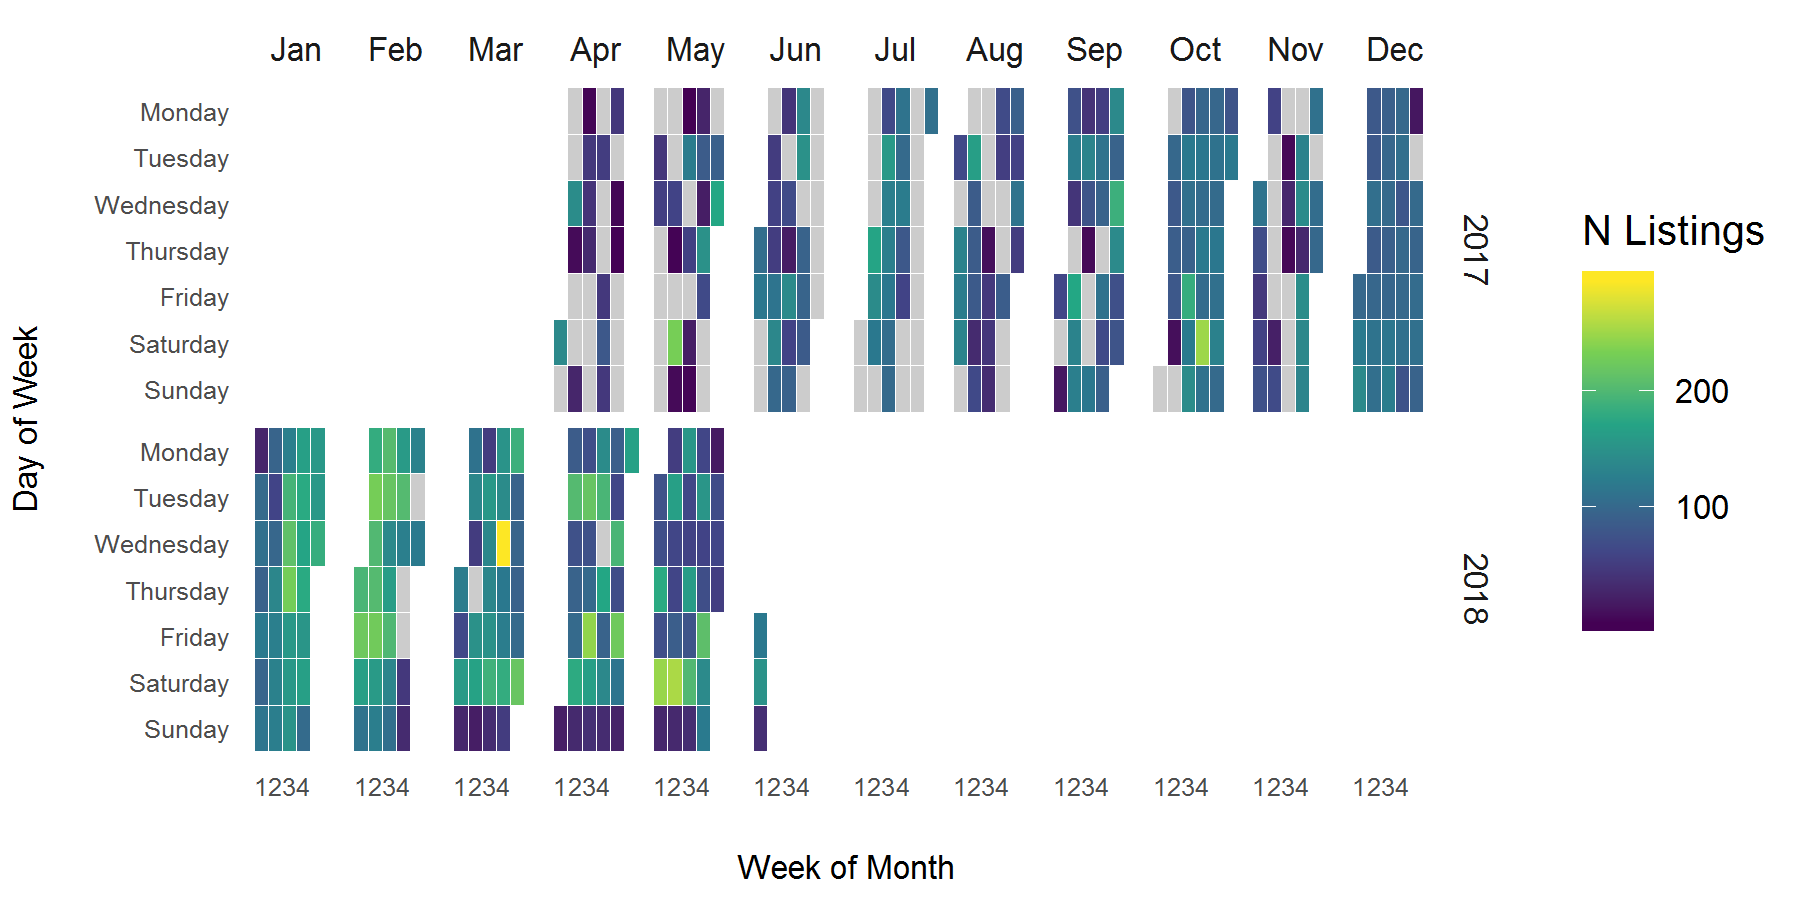 Jan Feb Mar Apr May Jun Jul Aug Sep Oct Nov Dec
Day of Week
Monday
Tuesday
Wednesday
Thursday
Friday
Saturday
Sunday
2017
Monday
Tuesday
Wednesday
Thursday
Friday
Saturday
Sunday
2018
1234 1234 1234 1234 1234 1234 1234 1234 1234 1234 1234 1234
Week of Month
N Listings
200
100